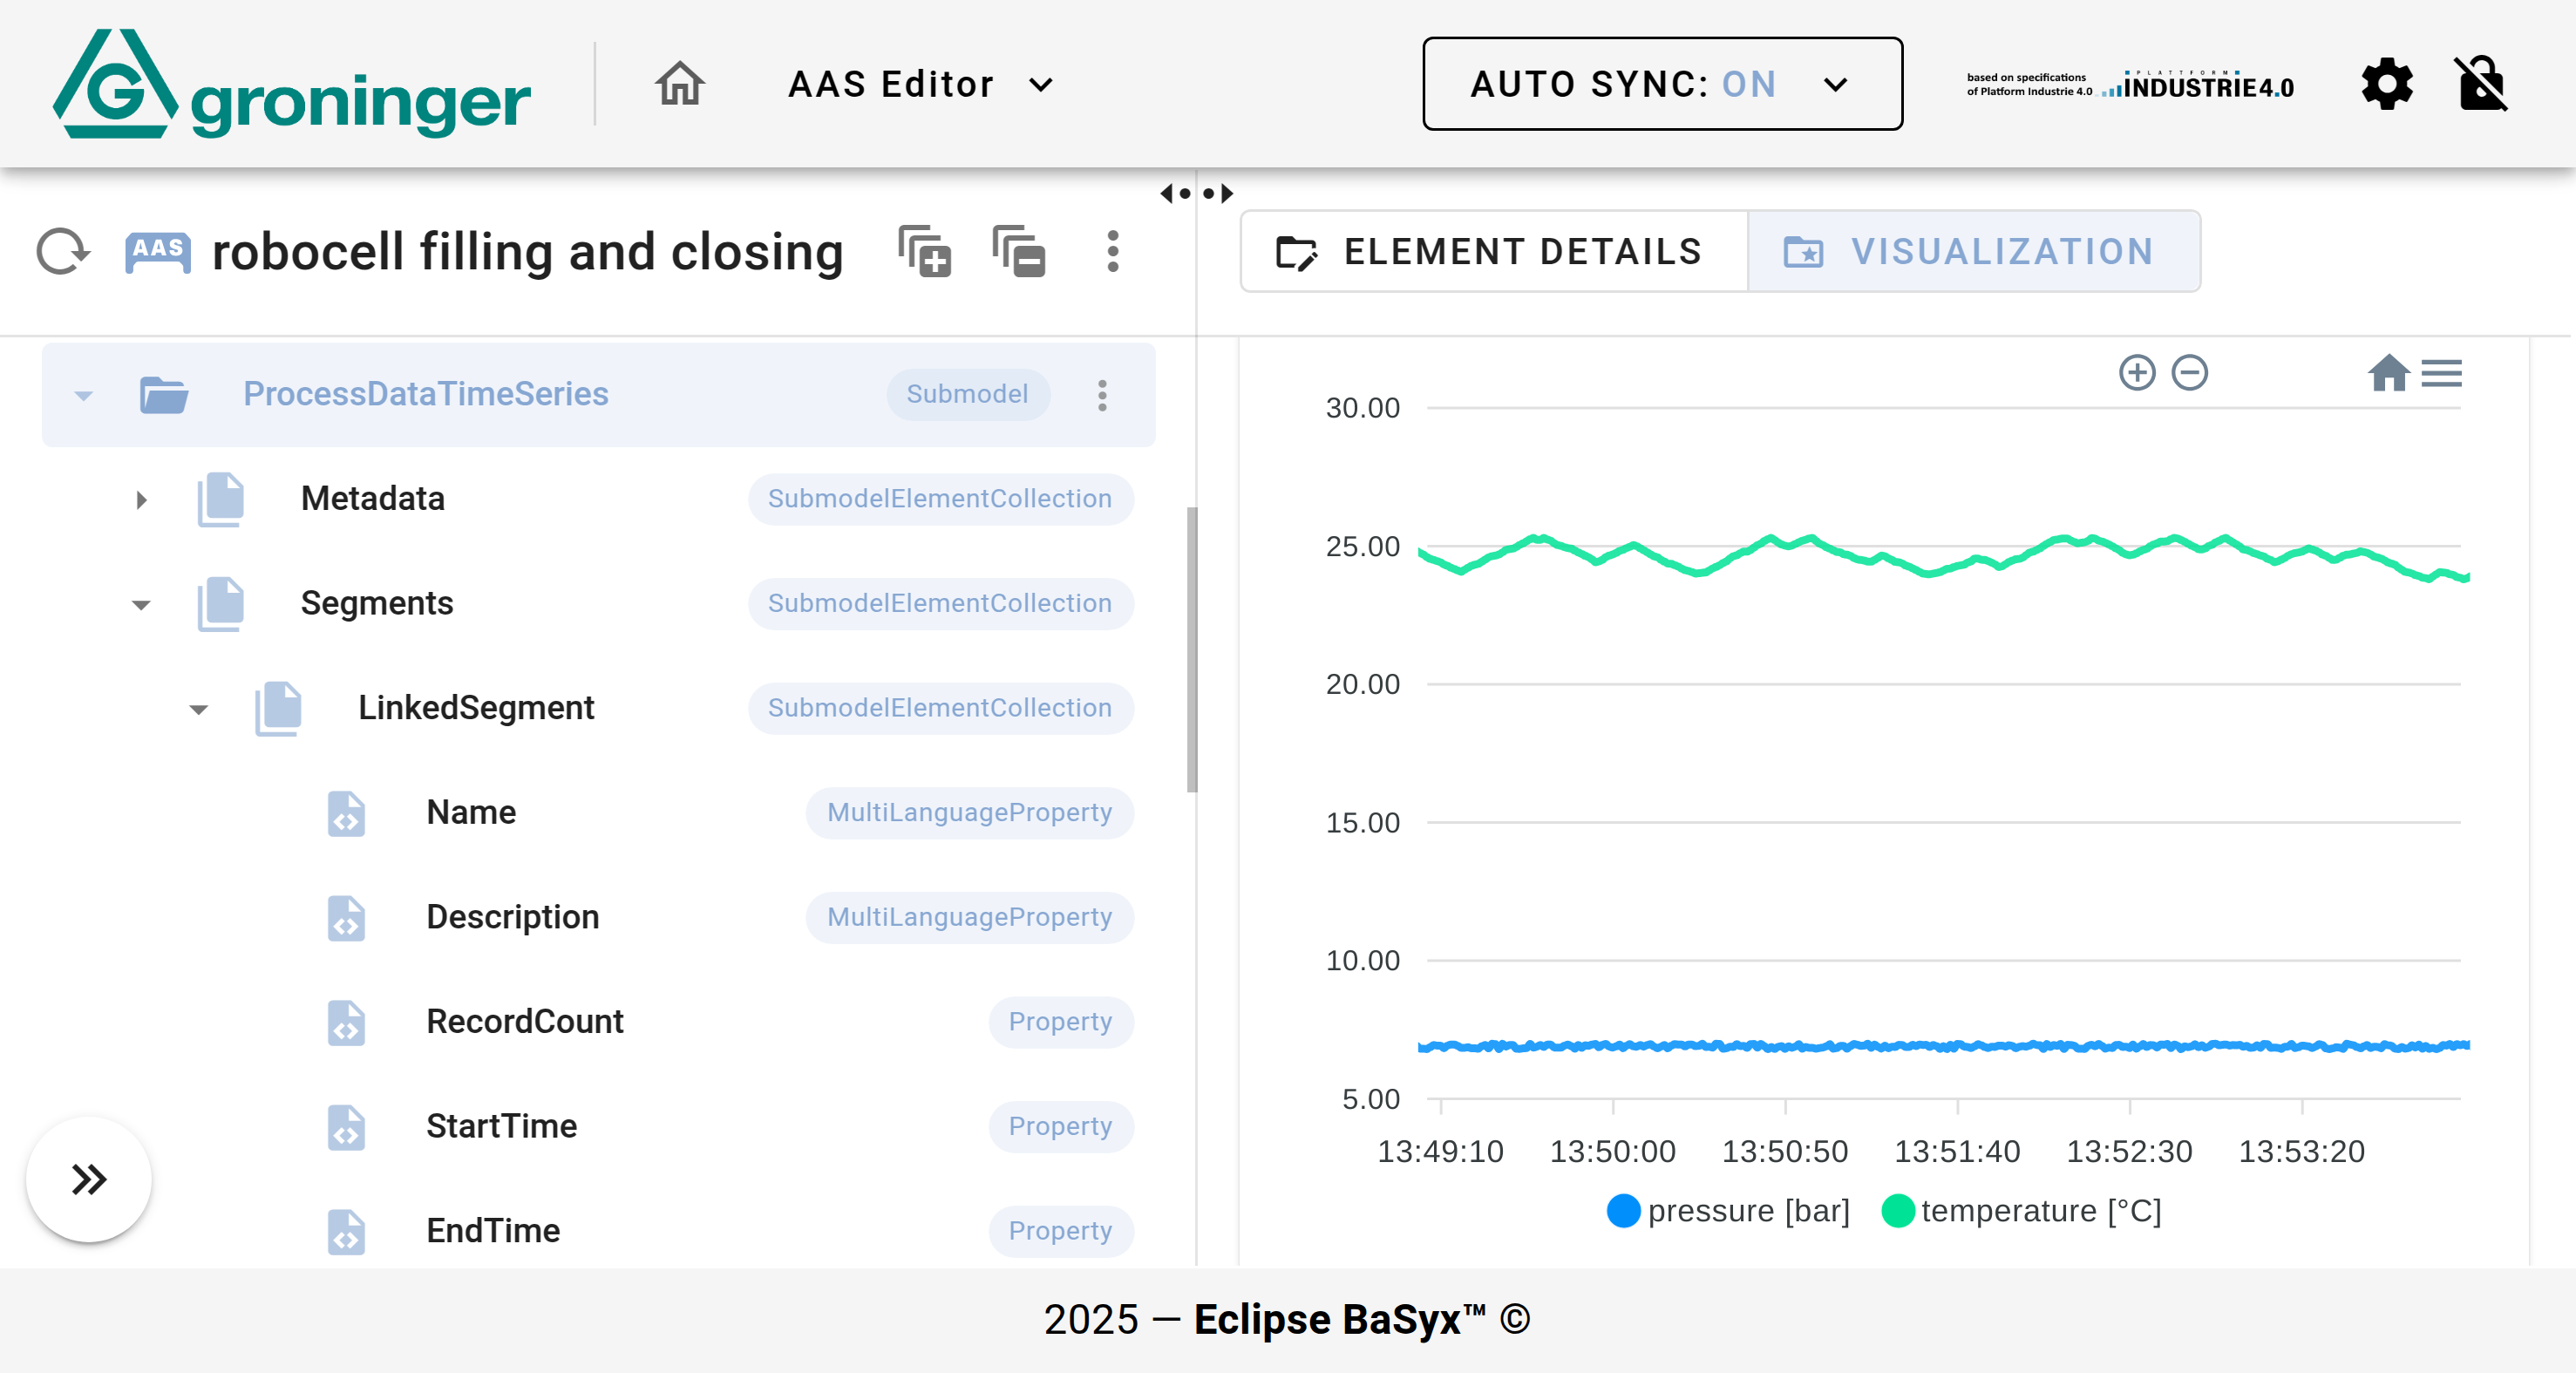 G groninger
AAS Editor
AUTO SYNC: ON
based on specifications
of Platform Industrie 4.0
PLATTFORM
INDUSTRIE4.0
AAS robocell filling and closing
ELEMENT DETAILS
VISUALIZATION
ProcessDataTimeSeries Submodel
Metadata SubmodelElementCollection
Segments SubmodelElementCollection
LinkedSegment SubmodelElementCollection
Name MultiLanguageProperty
Description MultiLanguageProperty
RecordCount Property
StartTime Property
EndTime Property
30.00
25.00
20.00
15.00
10.00
5.00
13:49:10 13:50:00 13:50:50 13:51:40 13:52:30 13:53:20
pressure [bar] temperature [°C]
2025 — Eclipse BaSyx™ ©